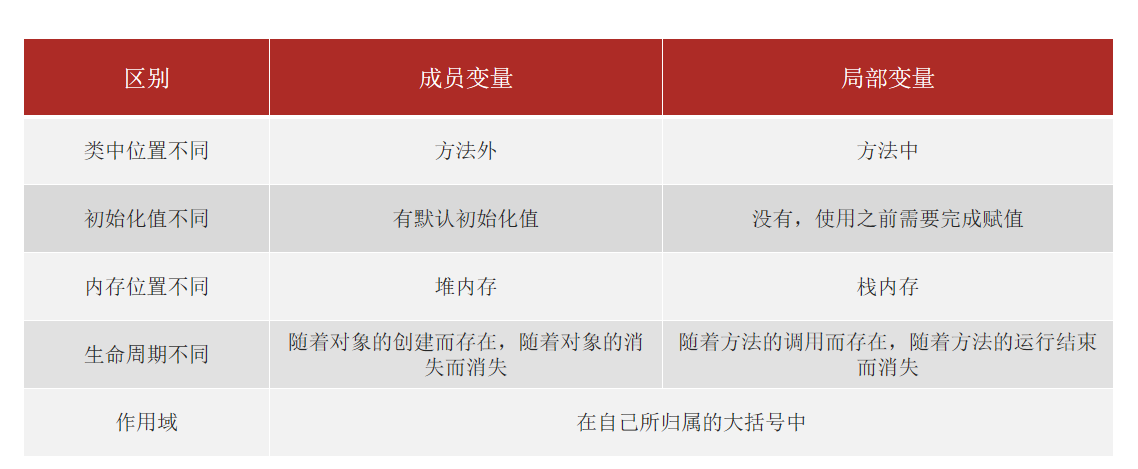 区别 成员变量 局部变量
类中位置不同 方法外 方法中
初始化值不同 有默认初始化值 没有，使用之前需要完成赋值
内存位置不同 堆内存 栈内存
生命周期不同 随着对象的创建而存在，随着对象的消失而消失 随着方法的调用而存在，随着方法的运行结束而消失
作用域 在自己所归属的大括号中